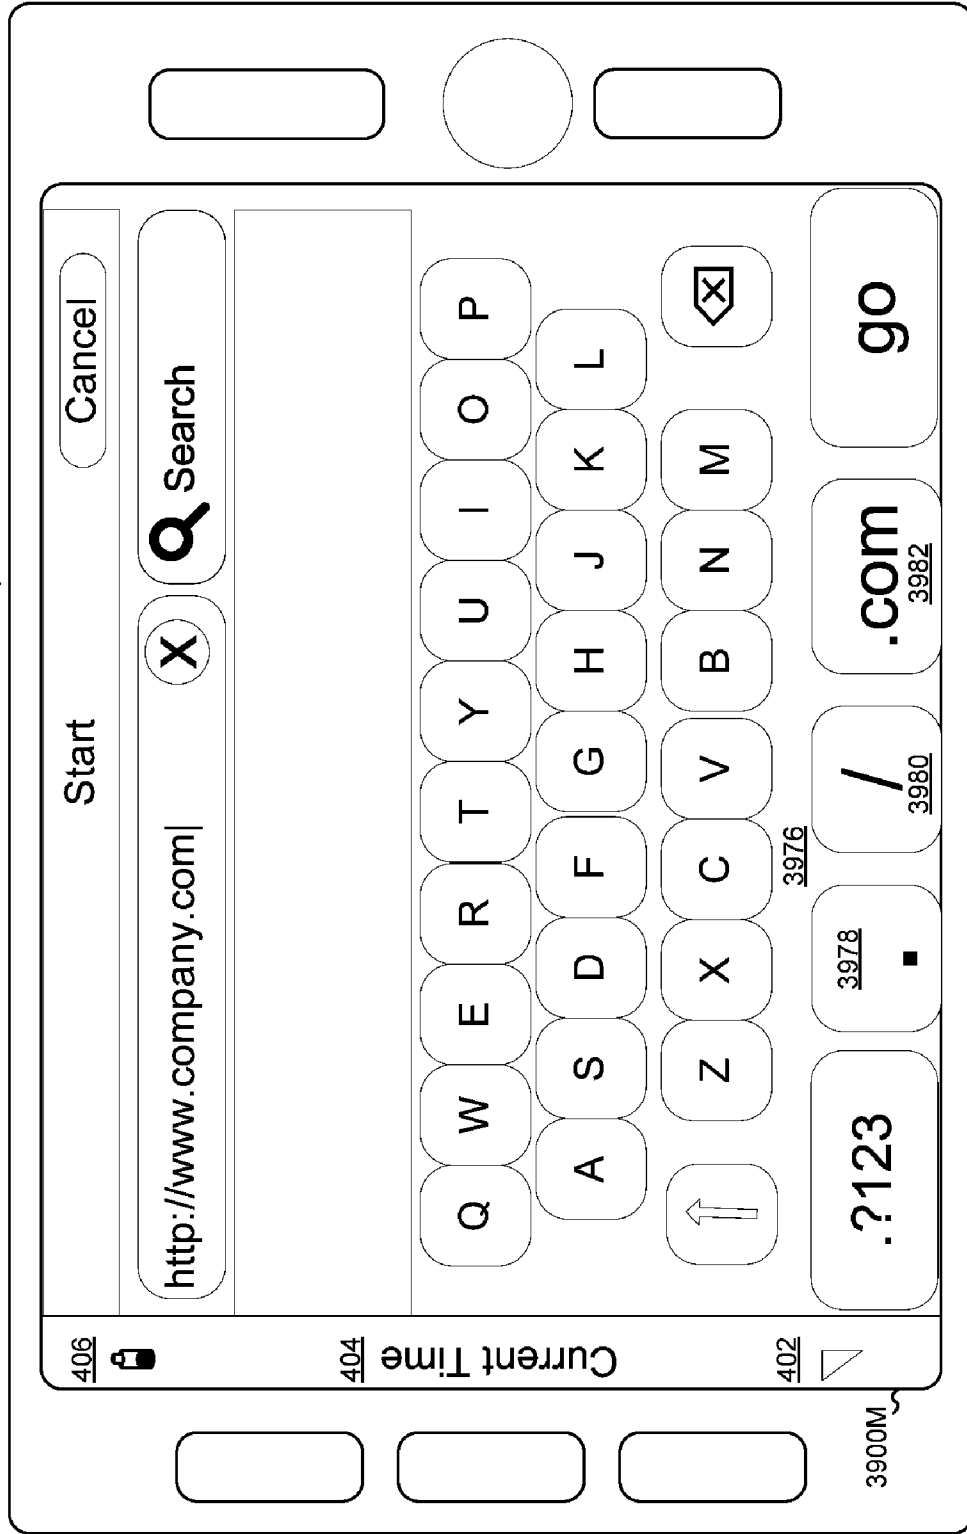 Start
Cancel
http://www.company.com|
X
Search
Q W E R T Y U I O P
A S D F G H J K L
Z X C V B N M
3976
.?123
.
3978
/
3980
.com
3982
go
406
404
Current Time
402
3900M